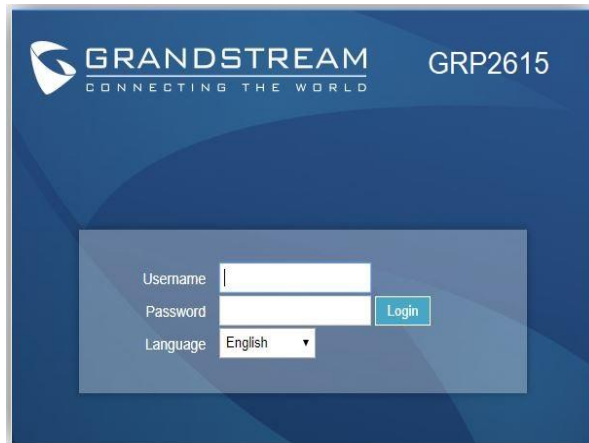 GRANDSTREAM
CONNECTING THE WORLD
GRP2615
Username
Password
Login
Language
English